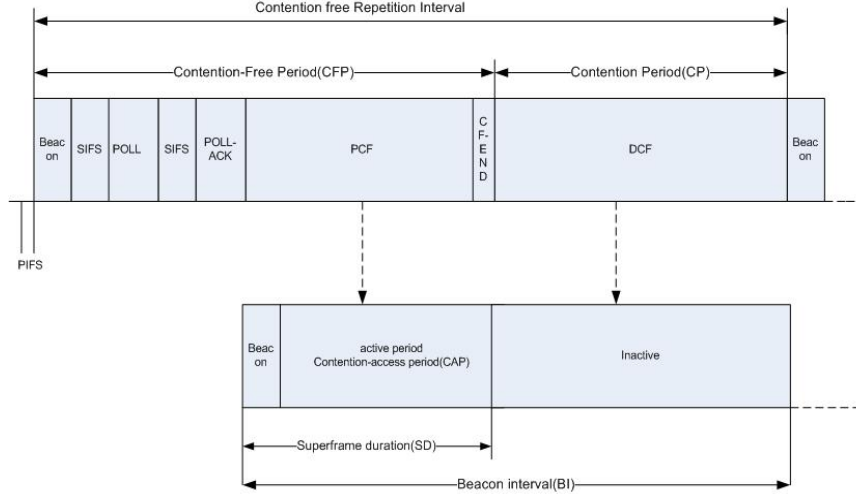 Contention free Repetition Interval
Contention-Free Period(CFP)
Contention Period(CP)
Beac
on
SIFS
POLL
SIFS
POLL-
ACK
PCF
C
F-
E
N
D
DCF
Beac
on
PIFS
Beac
on
active period
Contention-access period(CAP)
Inactive
Superframe duration(SD)
Beacon interval(BI)